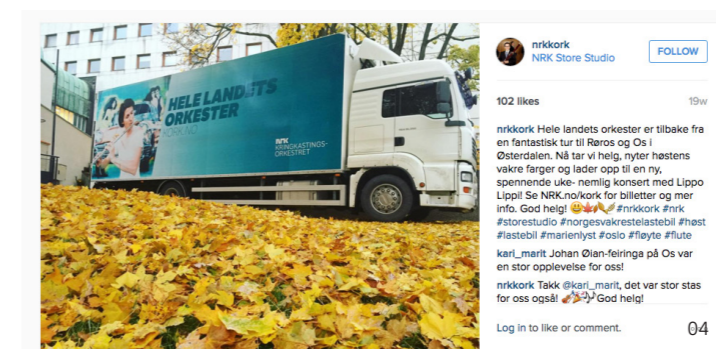 HELE LANDETS
ORKESTER
KORK.NO
NRK
KRINGKASTINGS-
ORKESTRET
nrkkork
NRK Store Studio
FOLLOW
102 likes
19w
nrkkork Hele landets orkester er tilbake fra
en fantastisk tur til Røros og Os i
Østerdalen. Nå tar vi helg, nyter høstens
vakre farger og lader opp til en ny,
spennende uke- nemlig konsert med Lippo
Lippi! Se NRK.no/kork for billetter og mer
info. God helg! 😃🍁🍂 #nrkkork #nrk
#storestudio #norgesvakrestelastebil #høst
#lastebil #marienlyst #oslo #fløyte #flute
kari_marit Johan Øian-feiringa på Os var
en stor opplevelse for oss!
nrkkork Takk @kari_marit, det var stor stas
for oss også! 🎻🎉🎶 God helg!
Log in to like or comment.
04